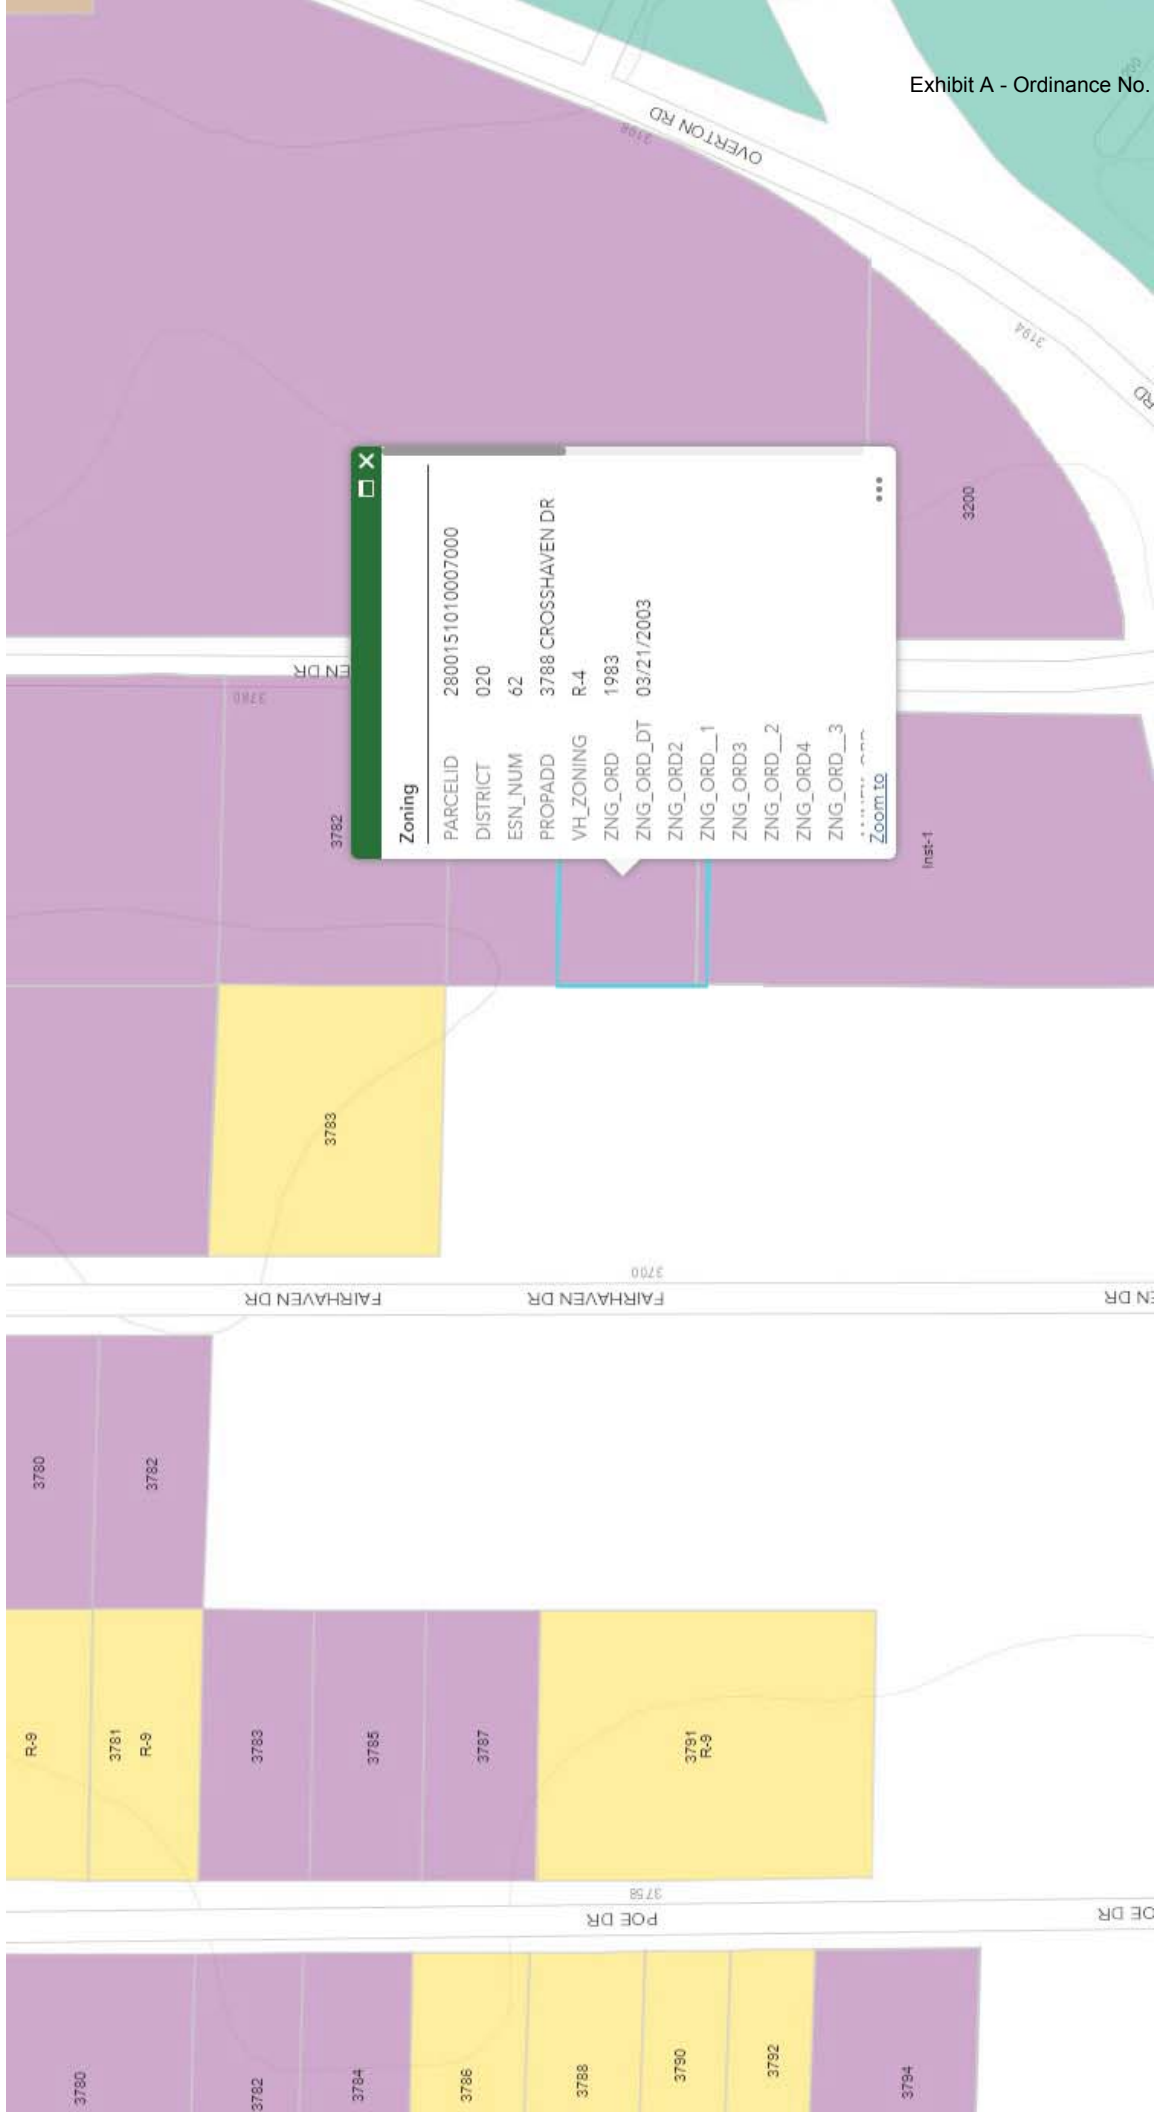 Exhibit A - Ordinance No.
OVERTON RD
3198
3194
RD
200
3200
EN DR
3780
3782
Zoning
PARCELID 2800151010007000
DISTRICT 020
ESN_NUM 62
PROPADD 3788 CROSSHAVEN DR
VH_ZONING R-4
ZNG_ORD 1983
ZNG_ORD_DT 03/21/2003
ZNG_ORD2
ZNG_ORD__1
ZNG_ORD3
ZNG_ORD__2
ZNG_ORD4
ZNG_ORD__3
Zoom to
Inst-1
3783
3700
FAIRHAVEN DR
FAIRHAVEN DR
EN DR
3780
3782
R-9
3781
R-9
3783
3785
3787
3791
R-9
3758
POE DR
OE DR
3780
3782
3784
3786
3788
3790
3792
3794